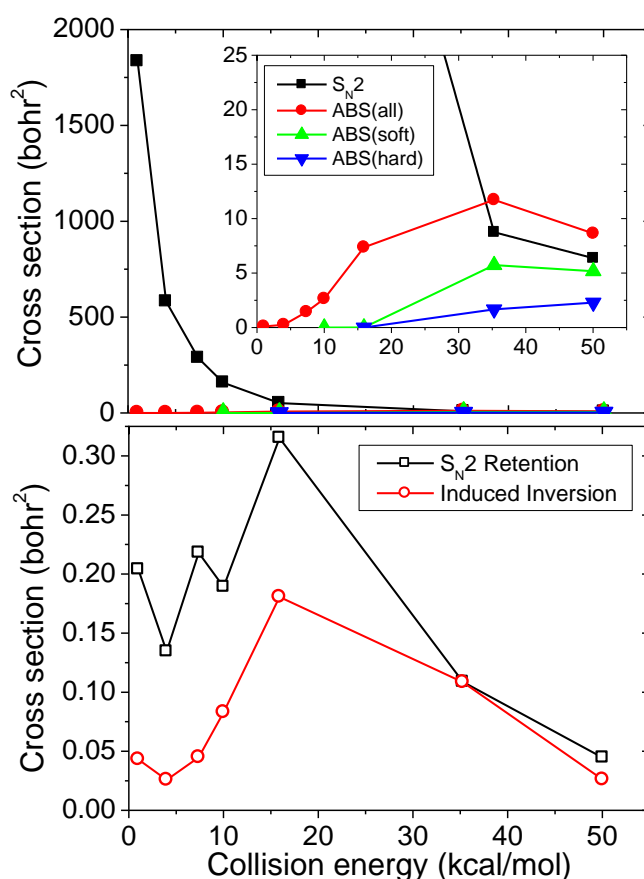 2000
1500
1000
500
0
Cross section (bohr²)
25
20
15
10
5
0
0 10 20 30 40 50
S_N2
ABS(all)
ABS(soft)
ABS(hard)
0.30
0.25
0.20
0.15
0.10
0.05
0.00
Cross section (bohr²)
S_N2 Retention
Induced Inversion
0 10 20 30 40 50
Collision energy (kcal/mol)